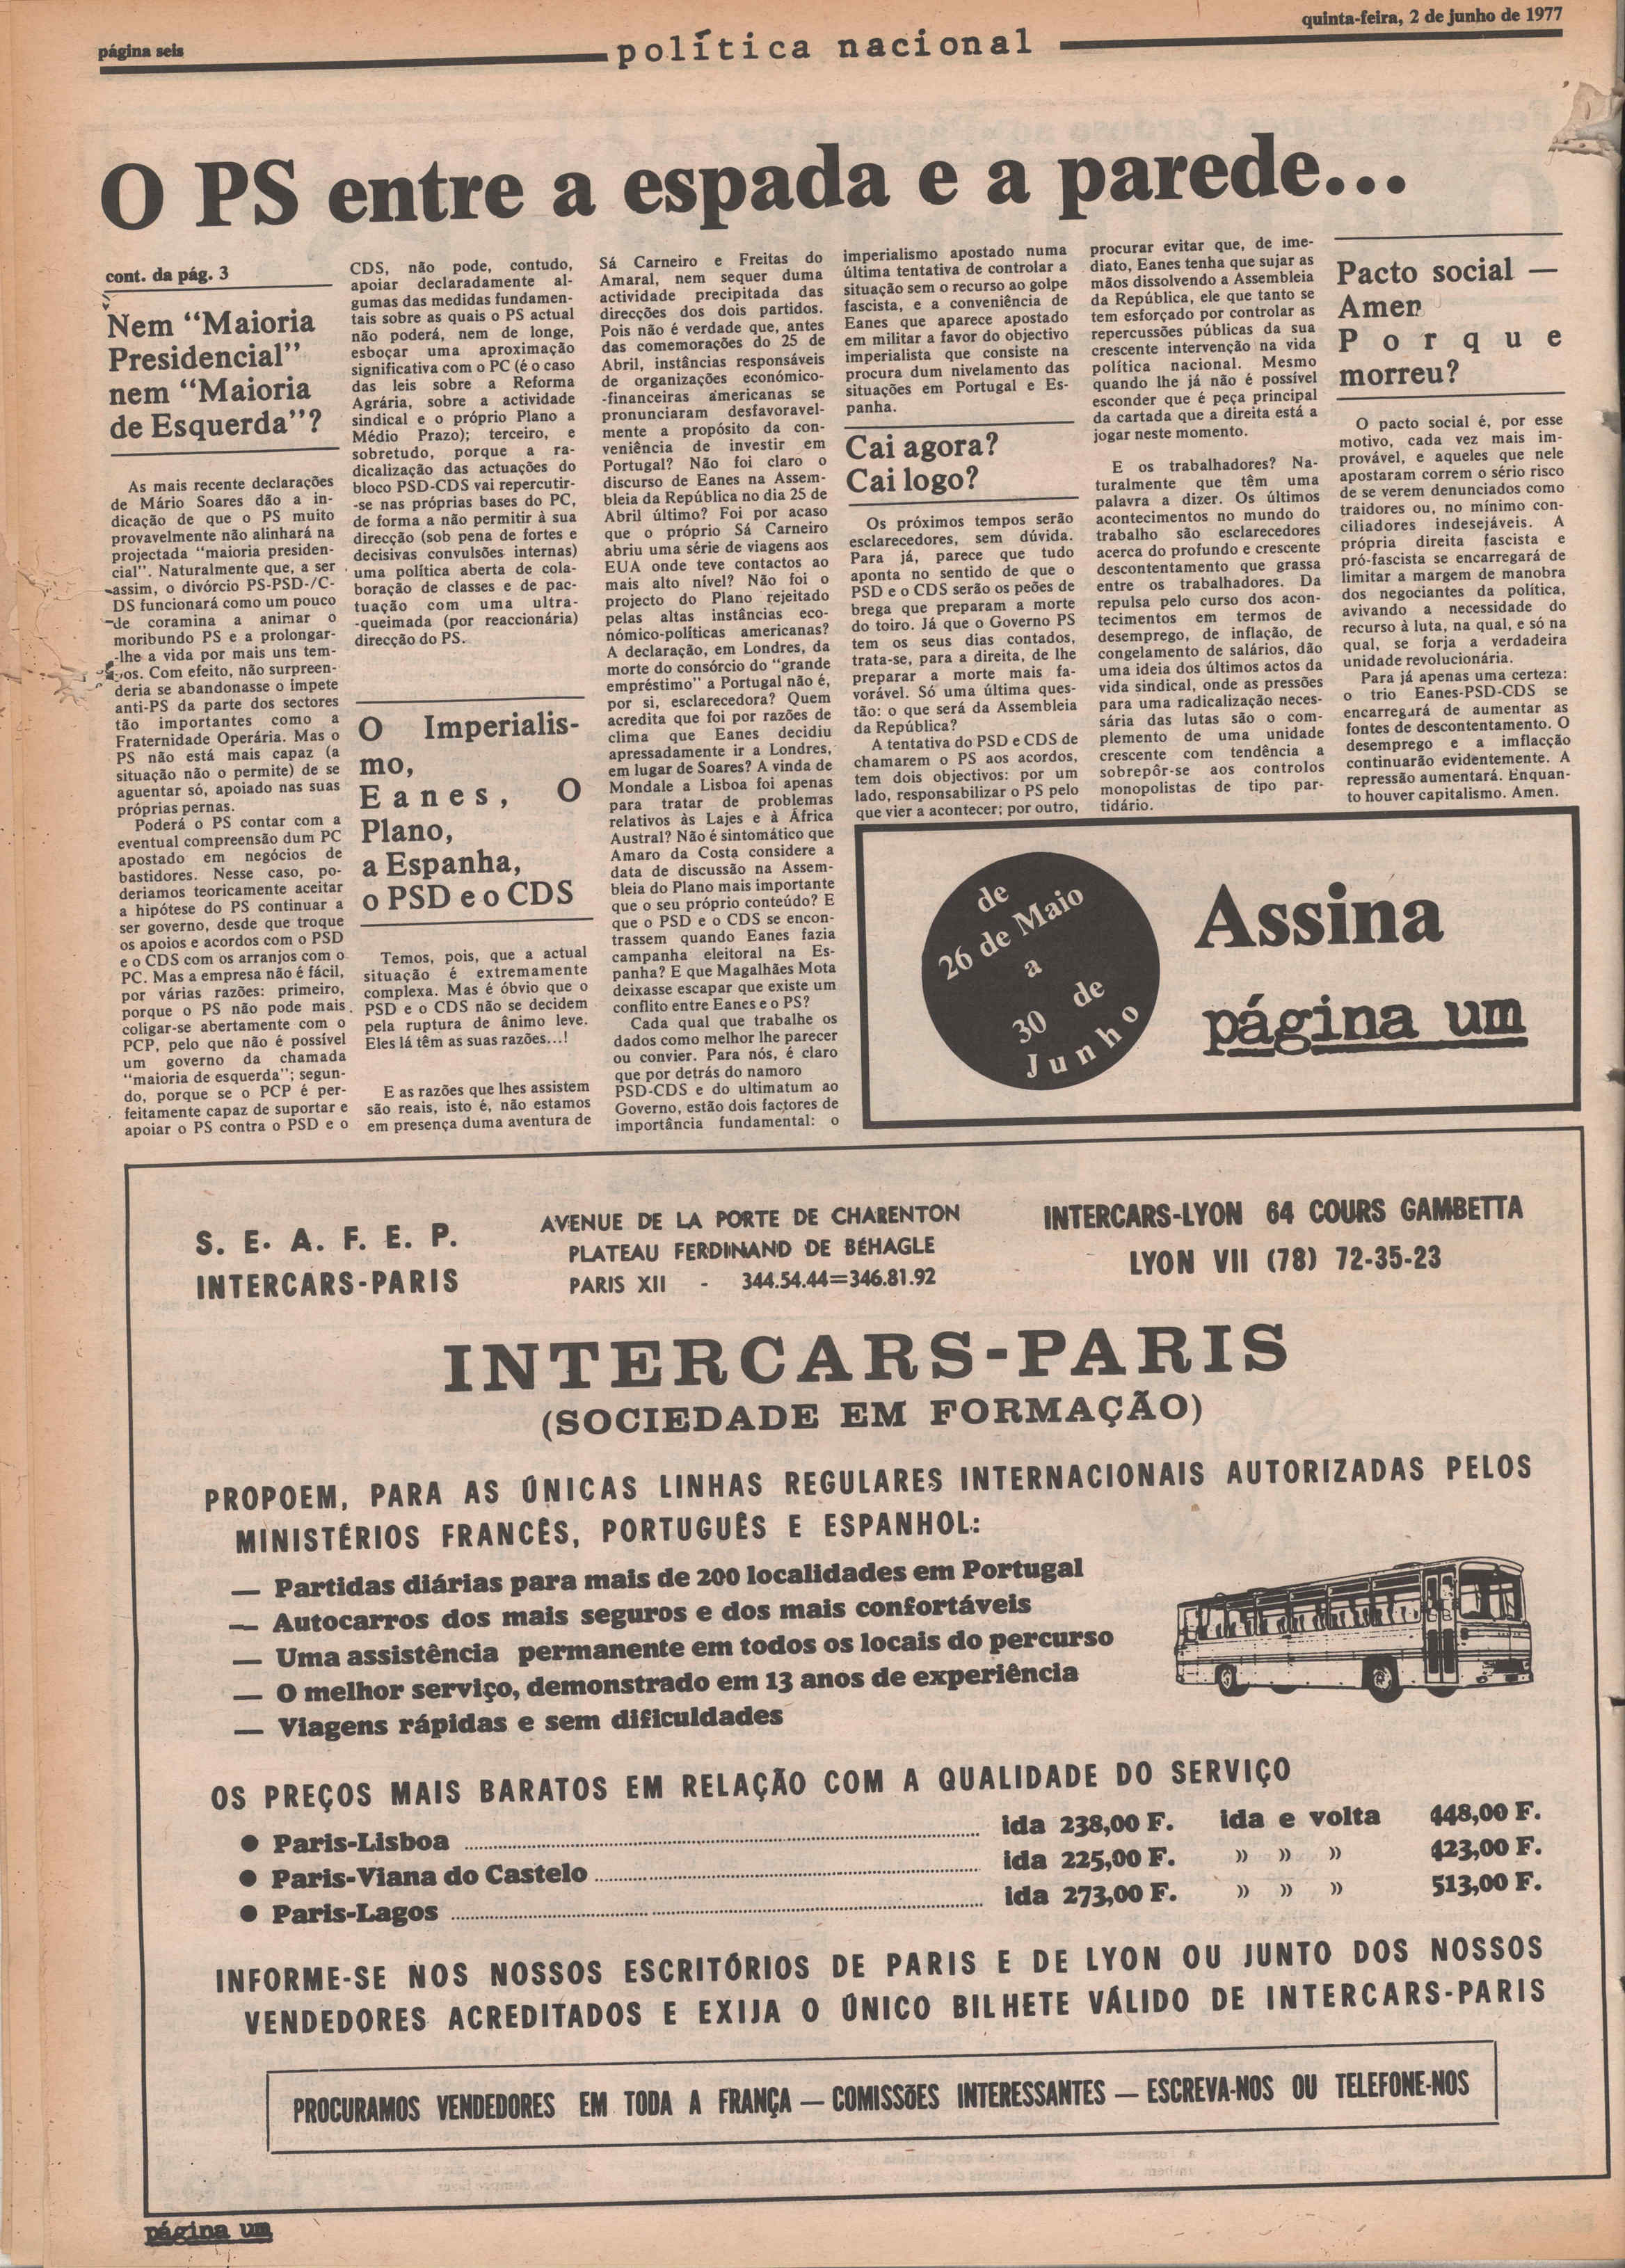 página seis
política nacional
quinta-feira, 2 de junho de 1977
O PS entre a espada e a parede...
cont. da pág. 3
Nem “Maioria
Presidencial”
nem “Maioria
de Esquerda”?
As mais recente declarações
de Mário Soares dão a in-
dicação de que o PS muito
provavelmente não alinhará na
projectada “maioria presiden-
cial”. Naturalmente que, a ser
assim, o divórcio PS-PSD-/C-
DS funcionará como um pouco
de coramina a animar o
moribundo PS e a prolongar-
-lhe a vida por mais uns tem-
pos. Com efeito, não surpreen-
deria se abandonasse o ímpete
anti-PS da parte dos sectores
tão importantes como a
Fraternidade Operária. Mas o
PS não está mais capaz (a
situação não o permite) de se
aguentar só, apoiado nas suas
próprias pernas.
Poderá o PS contar com a
eventual compreensão dum PC
apostado em negócios de
bastidores. Nesse caso, po-
deriamos teoricamente aceitar
a hipótese do PS continuar a
ser governo, desde que troque
os apoios e acordos com o PSD
e o CDS com os arranjos com o
PC. Mas a empresa não é fácil,
por várias razões: primeiro,
porque o PS não pode mais
coligar-se abertamente com o
PCP, pelo que não é possível
um governo da chamada
“maioria de esquerda”; segun-
do, porque se o PCP é per-
feitamente capaz de suportar e
apoiar o PS contra o PSD e o
CDS, não pode, contudo,
apoiar declaradamente al-
gumas das medidas fundamen-
tais sobre as quais o PS actual
não poderá, nem de longe,
esboçar uma aproximação
significativa com o PC (é o caso
das leis sobre a Reforma
Agrária, sobre a actividade
sindical e o próprio Plano a
Médio Prazo); terceiro, e
sobretudo, porque a ra-
dicalização das actuações do
bloco PSD-CDS vai repercutir-
-se nas próprias bases do PC,
de forma a não permitir à sua
direcção (sob pena de fortes e
decisivas convulsões internas)
uma política aberta de cola-
boração de classes e de pac-
tuação com uma ultra-
-queimada (por reaccionária)
direcção do PS.
O Imperialis-
mo,
Eanes, O
Plano,
a Espanha,
o PSD e o CDS
Temos, pois, que a actual
situação é extremamente
complexa. Mas é óbvio que o
PSD e o CDS não se decidem
pela ruptura de ânimo leve.
Eles lá têm as suas razões...!
E as razões que lhes assistem
são reais, isto é, não estamos
em presença duma aventura de
Sá Carneiro e Freitas do
Amaral, nem sequer duma
actividade precipitada das
direcções dos dois partidos.
Pois não é verdade que, antes
das comemorações do 25 de
Abril, instâncias responsáveis
de organizações económico-
-financeiras americanas se
pronunciaram desfavoravel-
mente a propósito da con-
veniência de investir em
Portugal? Não foi claro o
discurso de Eanes na Assem-
bleia da República no dia 25 de
Abril último? Foi por acaso
que o próprio Sá Carneiro
abriu uma série de viagens aos
EUA onde teve contactos ao
mais alto nível? Não foi o
projecto do Plano rejeitado
pelas altas instâncias eco-
nómico-políticas americanas?
A declaração, em Londres, da
morte do consórcio do “grande
empréstimo” a Portugal não é,
por si, esclarecedora? Quem
acredita que foi por razões de
clima que Eanes decidiu
apressadamente ir a Londres,
em lugar de Soares? A vinda de
Mondale a Lisboa foi apenas
para tratar de problemas
relativos às Lajes e à África
Austral? Não é sintomático que
Amaro da Costa considere a
data de discussão na Assem-
bleia do Plano mais importante
que o seu próprio conteúdo? E
que o PSD e o CDS se encon-
trassem quando Eanes fazia
campanha eleitoral na Es-
panha? E que Magalhães Mota
deixasse escapar que existe um
conflito entre Eanes e o PS?
Cada qual que trabalhe os
dados como melhor lhe parecer
ou convier. Para nós, é claro
que por detrás do namoro
PSD-CDS e do ultimatum ao
Governo, estão dois factores de
importância fundamental: o
imperialismo apostado numa
última tentativa de controlar a
situação sem o recurso ao golpe
fascista, e a conveniência de
Eanes que aparece apostado
em militar a favor do objectivo
imperialista que consiste na
procura dum nivelamento das
situações em Portugal e Es-
panha.
Cai agora?
Cai logo?
Os próximos tempos serão
esclarecedores, sem dúvida.
Para já, parece que tudo
aponta no sentido de que o
PSD e o CDS serão os peões de
brega que preparam a morte
do toiro. Já que o Governo PS
tem os seus dias contados,
trata-se, para a direita, de lhe
preparar a morte mais fa-
vorável. Só uma última ques-
tão: o que será da Assembleia
da República?
A tentativa do PSD e CDS de
chamarem o PS aos acordos,
tem dois objectivos: por um
lado, responsabilizar o PS pelo
que vier a acontecer; por outro,
procurar evitar que, de ime-
diato, Eanes tenha que sujar as
mãos dissolvendo a Assembleia
da República, ele que tanto se
tem esforçado por controlar as
repercussões públicas da sua
crescente intervenção na vida
política nacional. Mesmo
quando lhe já não é possível
esconder que é peça principal
da cartada que a direita está a
jogar neste momento.
E os trabalhadores? Na-
turalmente que têm uma
palavra a dizer. Os últimos
acontecimentos no mundo do
trabalho são esclarecedores
acerca do profundo e crescente
descontentamento que grassa
entre os trabalhadores. Da
repulsa pelo curso dos acon-
tecimentos em termos de
desemprego, de inflação, de
congelamento de salários, dão
uma ideia dos últimos actos da
vida sindical, onde as pressões
para uma radicalização neces-
sária das lutas são o com-
plemento de uma unidade
crescente com tendência a
sobrepôr-se aos controlos
monopolistas de tipo par-
tidário.
Pacto social —
Amen
Porque
morreu?
O pacto social é, por esse
motivo, cada vez mais im-
provável, e aqueles que nele
apostaram correm o sério risco
de se verem denunciados como
traidores ou, no mínimo con-
ciliadores indesejáveis. A
própria direita fascista e
pró-fascista se encarregará de
limitar a margem de manobra
dos negociantes da política,
avivando a necessidade do
recurso à luta, na qual, e só na
qual, se forja a verdadeira
unidade revolucionária.
Para já apenas uma certeza:
o trio Eanes-PSD-CDS se
encarregará de aumentar as
fontes de descontentamento. O
desemprego e a imflacção
continuarão evidentemente. A
repressão aumentará. Enquan-
to houver capitalismo. Amen.
de
26 de Maio
a
30 de
Junho
Assina
página um
S. E. A. F. E. P.
INTERCARS-PARIS
AVENUE DE LA PORTE DE CHARENTON
PLATEAU FERDINAND DE BÉHAGLE
PARIS XII - 344.54.44=346.81.92
INTERCARS-LYON 64 COURS GAMBETTA
LYON VII (78) 72-35-23
INTERCARS-PARIS
(SOCIEDADE EM FORMAÇÃO)
PROPOEM, PARA AS ÚNICAS LINHAS REGULARES INTERNACIONAIS AUTORIZADAS PELOS
MINISTÉRIOS FRANCÊS, PORTUGUÊS E ESPANHOL:
— Partidas diárias para mais de 200 localidades em Portugal
— Autocarros dos mais seguros e dos mais confortáveis
— Uma assistência permanente em todos os locais do percurso
— O melhor serviço, demonstrado em 13 anos de experiência
— Viagens rápidas e sem dificuldades
OS PREÇOS MAIS BARATOS EM RELAÇÃO COM A QUALIDADE DO SERVIÇO
● Paris-Lisboa ........ ida 238,00 F. ida e volta 448,00 F.
● Paris-Viana do Castelo ........ ida 225,00 F. » » » 423,00 F.
● Paris-Lagos ........ ida 273,00 F. » » » 513,00 F.
INFORME-SE NOS NOSSOS ESCRITÓRIOS DE PARIS E DE LYON OU JUNTO DOS NOSSOS
VENDEDORES ACREDITADOS E EXIJA O ÚNICO BILHETE VÁLIDO DE INTERCARS-PARIS
PROCURAMOS VENDEDORES EM TODA A FRANÇA — COMISSÕES INTERESSANTES — ESCREVA-NOS OU TELEFONE-NOS
página um